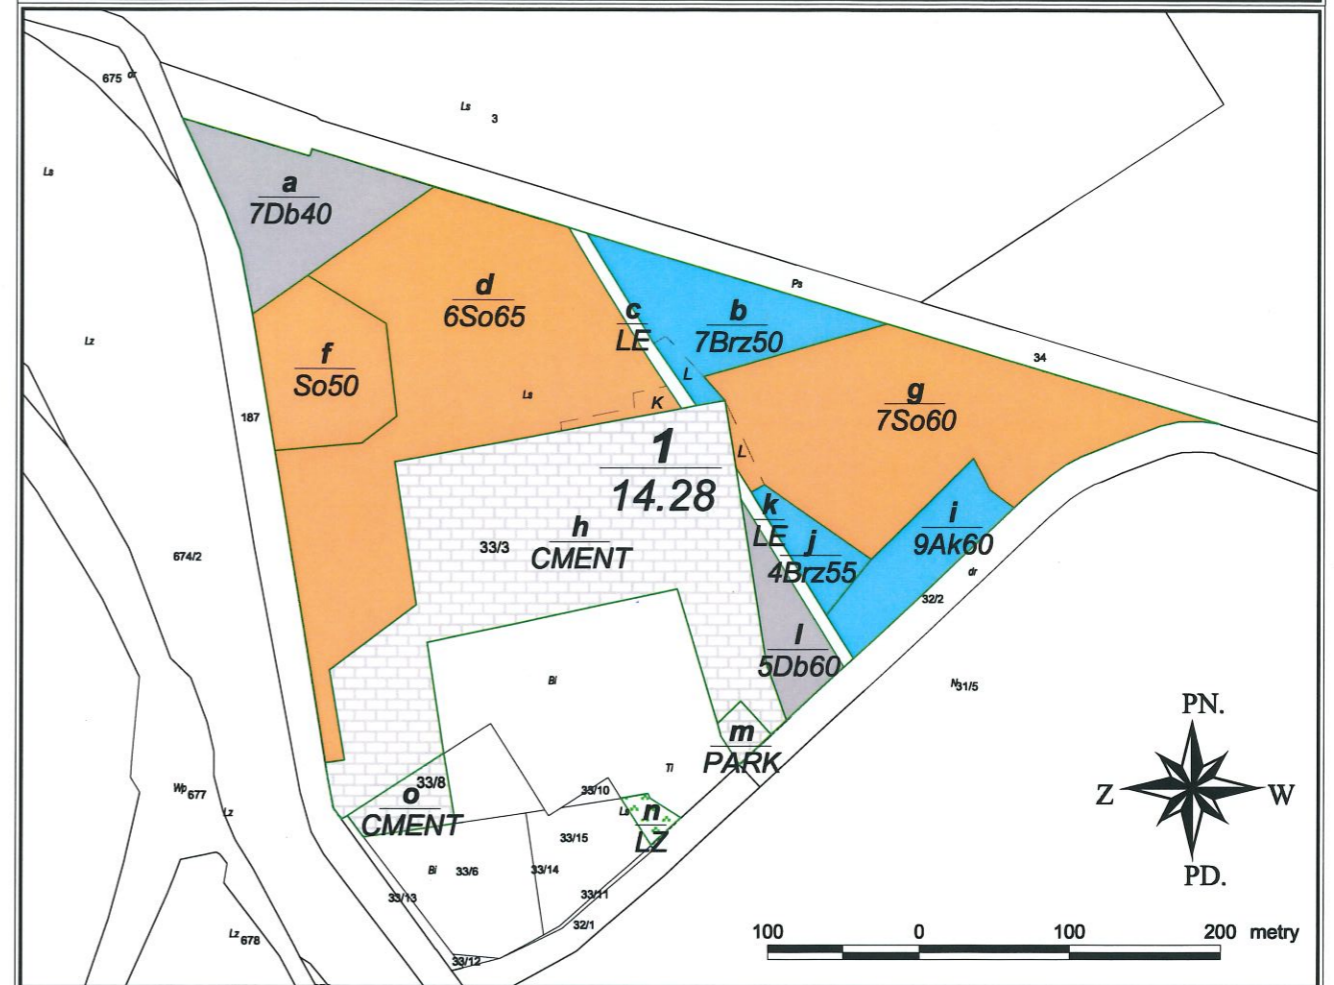 675 dr
Ls
3
Ls
a
7Db40
Ps
d
6So65
c
LE
b
7Brz50
Lz
f
So50
34
L
g
7So60
Ls
K
187
1
14.28
L
k
LE
i
9Ak60
h
33/3
CMENT
j
4Brz55
674/2
dr
32/2
l
5Db60
Bi
N 31/5
PN.
m
PARK
Tl
Z
W
Wp 677
Lz
33/8
o
CMENT
33/10
Ls
n
LZ
33/15
PD.
Bi
33/6
33/14
33/13
33/11
32/1
Lz 678
33/12
100 0 100 200 metry